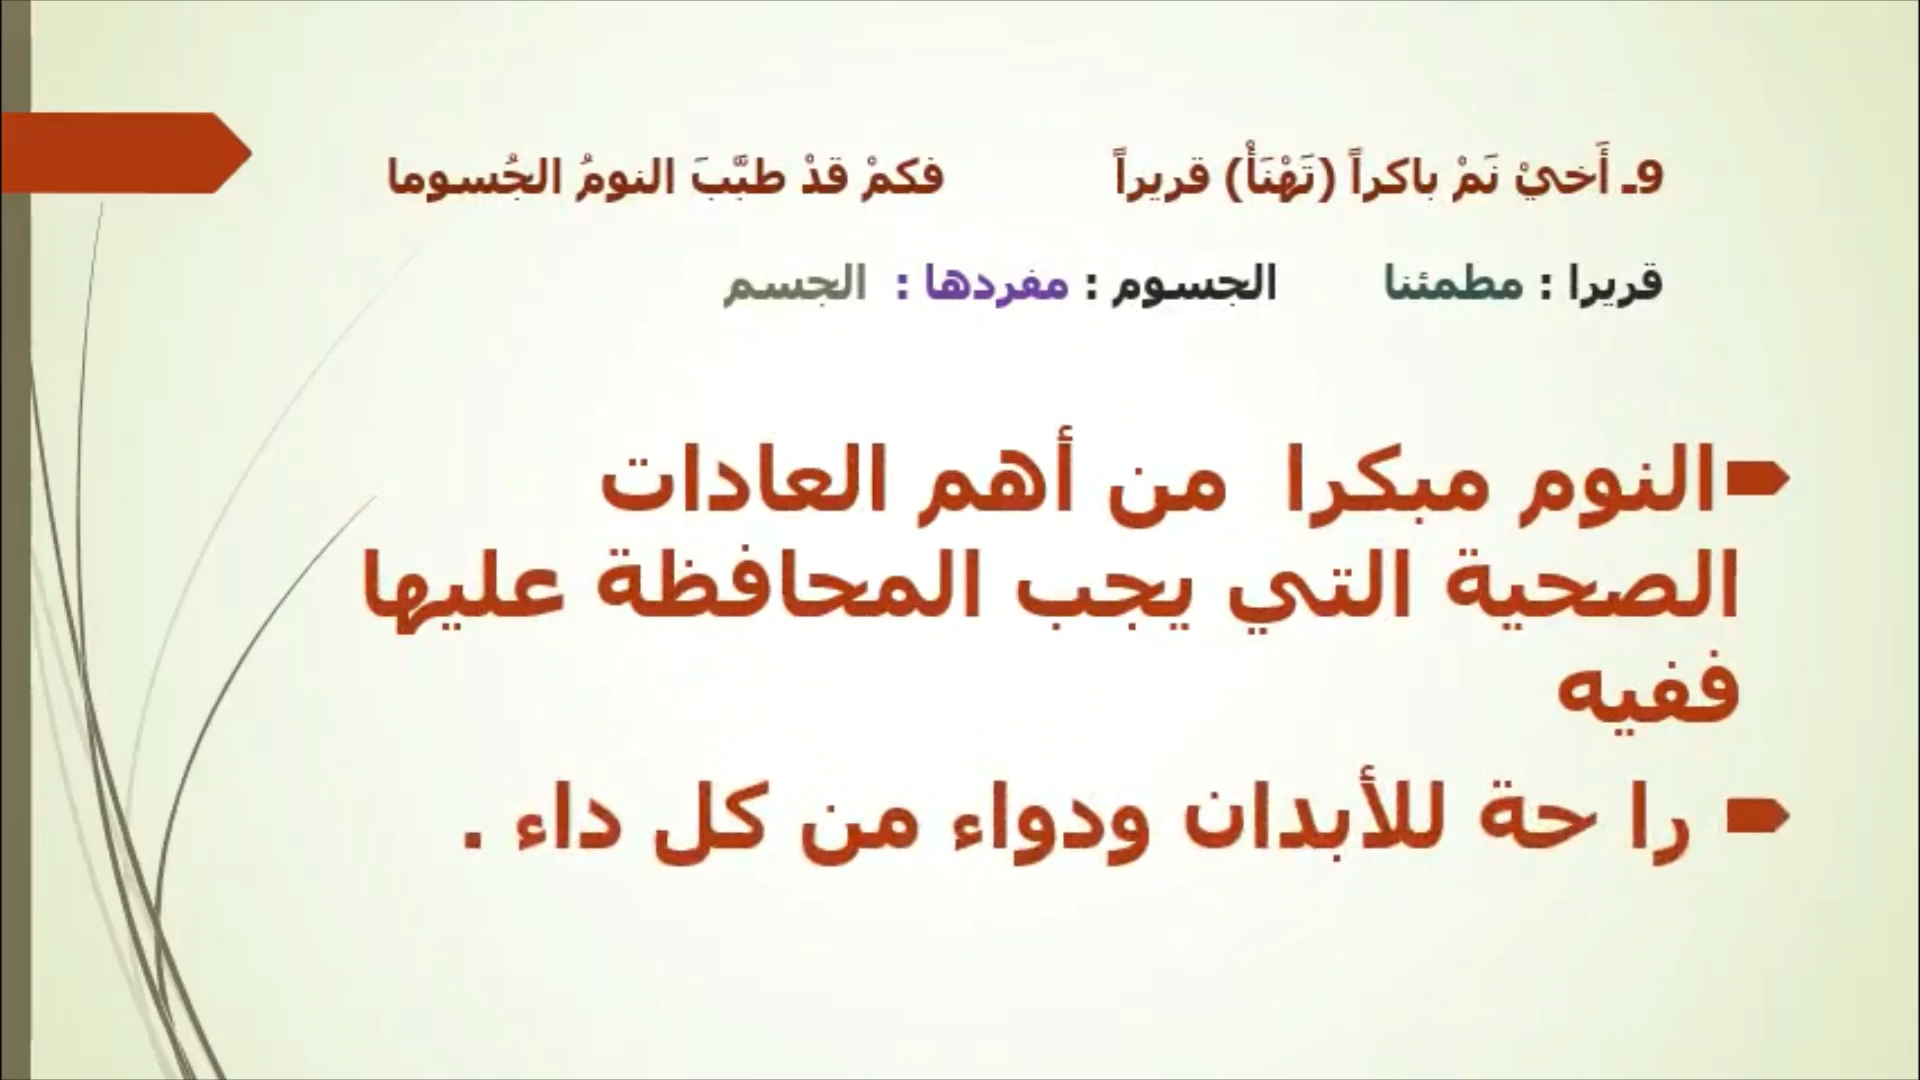 9ـ أَخيْ نَمْ باكراً (تَهْنَأْ) قريراً فكمْ قدْ طيَّبَ النومُ الجُسوما
قريرا : مطمئنا الجسوم : مفردها : الجسم
النوم مبكرا من أهم العادات
الصحية التي يجب المحافظة عليها
ففيه
را حة للأبدان ودواء من كل داء .